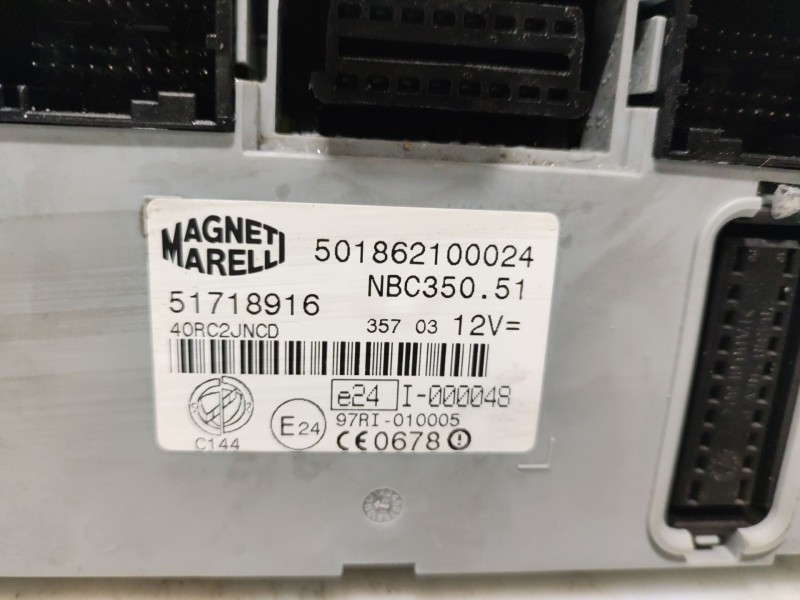 MAGNETI
MARELLI
501862100024
NBC350.51
51718916
40RC2JNCD
357 03 12V=
e24 I-000048
97RI-010005
E24
C144
CE0678